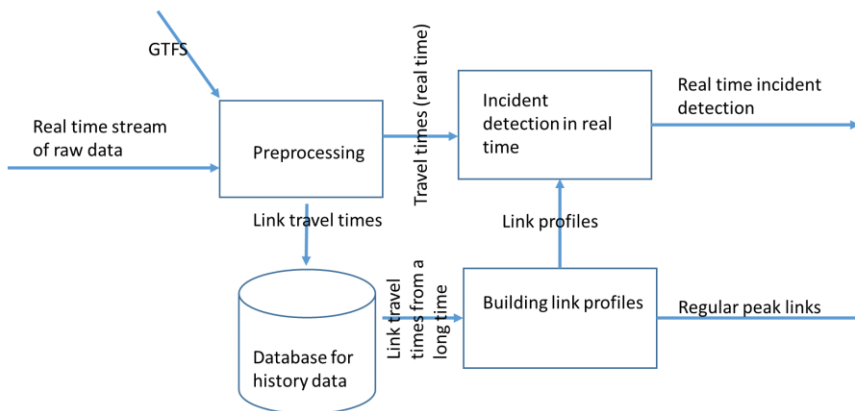 GTFS
Real time stream
of raw data
Preprocessing
Travel times (real time)
Incident
detection in real
time
Real time incident
detection
Link travel times
Link profiles
Database for
history data
Link travel
times from a
long time
Building link profiles
Regular peak links